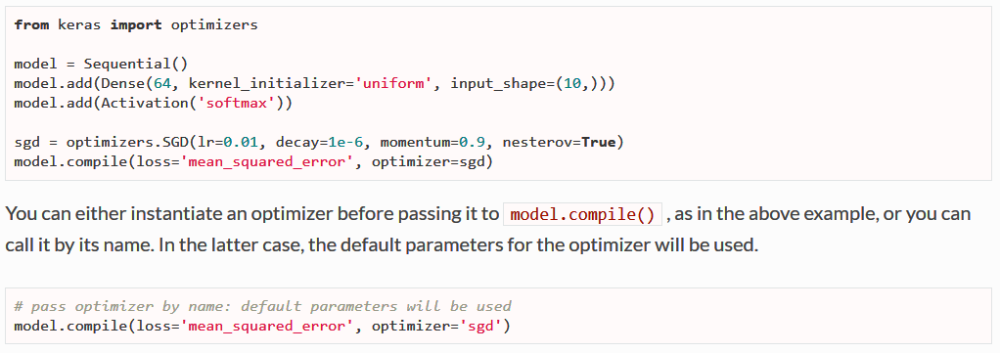 from keras import optimizers
model = Sequential()
model.add(Dense(64, kernel_initializer='uniform', input_shape=(10,)))
model.add(Activation('softmax'))
sgd = optimizers.SGD(lr=0.01, decay=1e-6, momentum=0.9, nesterov=True)
model.compile(loss='mean_squared_error', optimizer=sgd)
You can either instantiate an optimizer before passing it to model.compile() , as in the above example, or you can
call it by its name. In the latter case, the default parameters for the optimizer will be used.
# pass optimizer by name: default parameters will be used
model.compile(loss='mean_squared_error', optimizer='sgd')